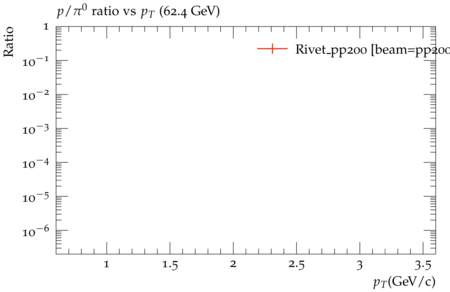 p/π⁰ ratio vs p_T (62.4 GeV)
Ratio
1
10⁻¹
10⁻²
10⁻³
10⁻⁴
10⁻⁵
10⁻⁶
Rivet_pp200 [beam=pp200
1 1.5 2 2.5 3 3.5
p_T(GeV/c)